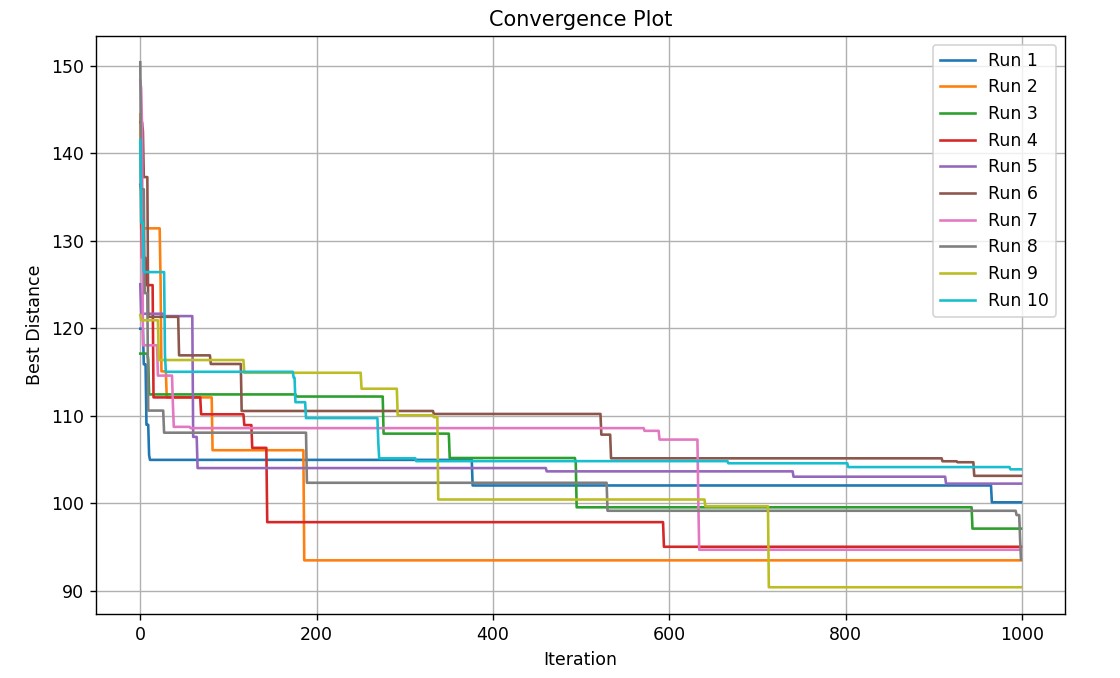 Convergence Plot
150
140
130
120
110
100
90
Best Distance
0
200
400
600
800
1000
Iteration
Run 1
Run 2
Run 3
Run 4
Run 5
Run 6
Run 7
Run 8
Run 9
Run 10